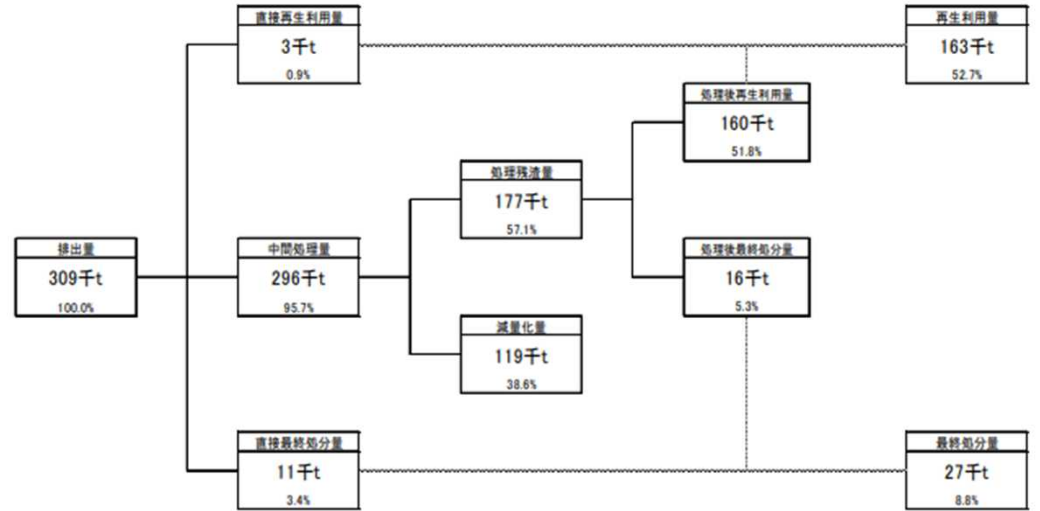 直接再生利用量
3千t
0.9%
再生利用量
163千t
52.7%
処理後再生利用量
160千t
51.8%
処理残渣量
177千t
57.1%
排出量
309千t
100.0%
中間処理量
296千t
95.7%
処理後最終処分量
16千t
5.3%
減量化量
119千t
38.6%
直接最終処分量
11千t
3.4%
最終処分量
27千t
8.8%